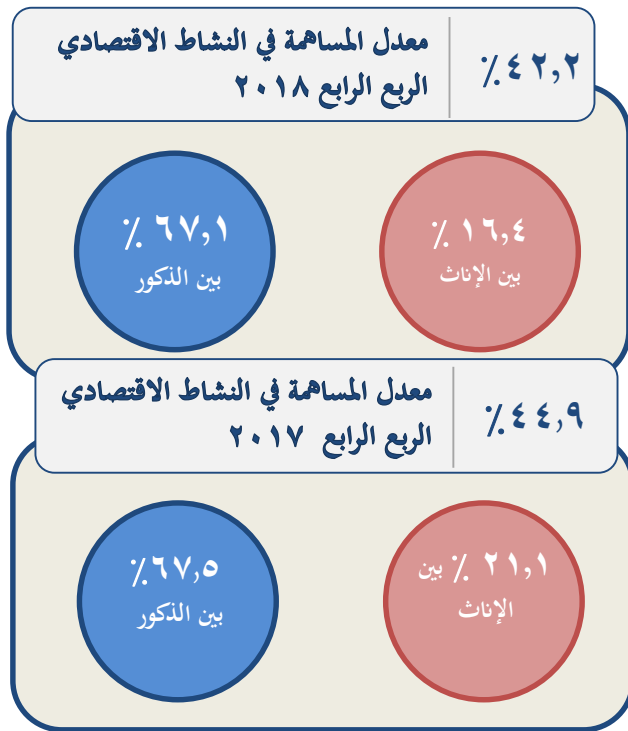 ٤٢,٢٪
معدل المساهمة في النشاط الاقتصادي
الربع الرابع ٢٠١٨
١٦,٤ ٪
بين الإناث
٦٧,١ ٪
بين الذكور
٤٤,٩٪
معدل المساهمة في النشاط الاقتصادي
الربع الرابع ٢٠١٧
٢١,١ ٪ بين
الإناث
٦٧,٥٪
بين الذكور